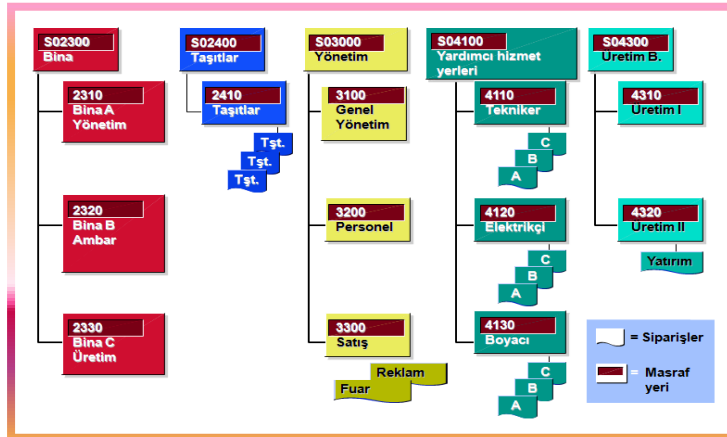 S02300
Bina
S02400
Taşıtlar
S03000
Yönetim
S04100
Yardımcı hizmet
yerleri
S04300
Üretim B.
2310
Bina A
Yönetim
2410
Taşıtlar
3100
Genel
Yönetim
4110
Tekniker
4310
Üretim I
Tşt.
Tşt.
Tşt.
C
B
A
2320
Bina B
Ambar
3200
Personel
4120
Elektrikçi
4320
Üretim II
C
B
A
Yatırım
2330
Bina C
Üretim
3300
Satış
4130
Boyacı
Reklam
Fuar
C
B
A
= Siparişler
= Masraf
yeri